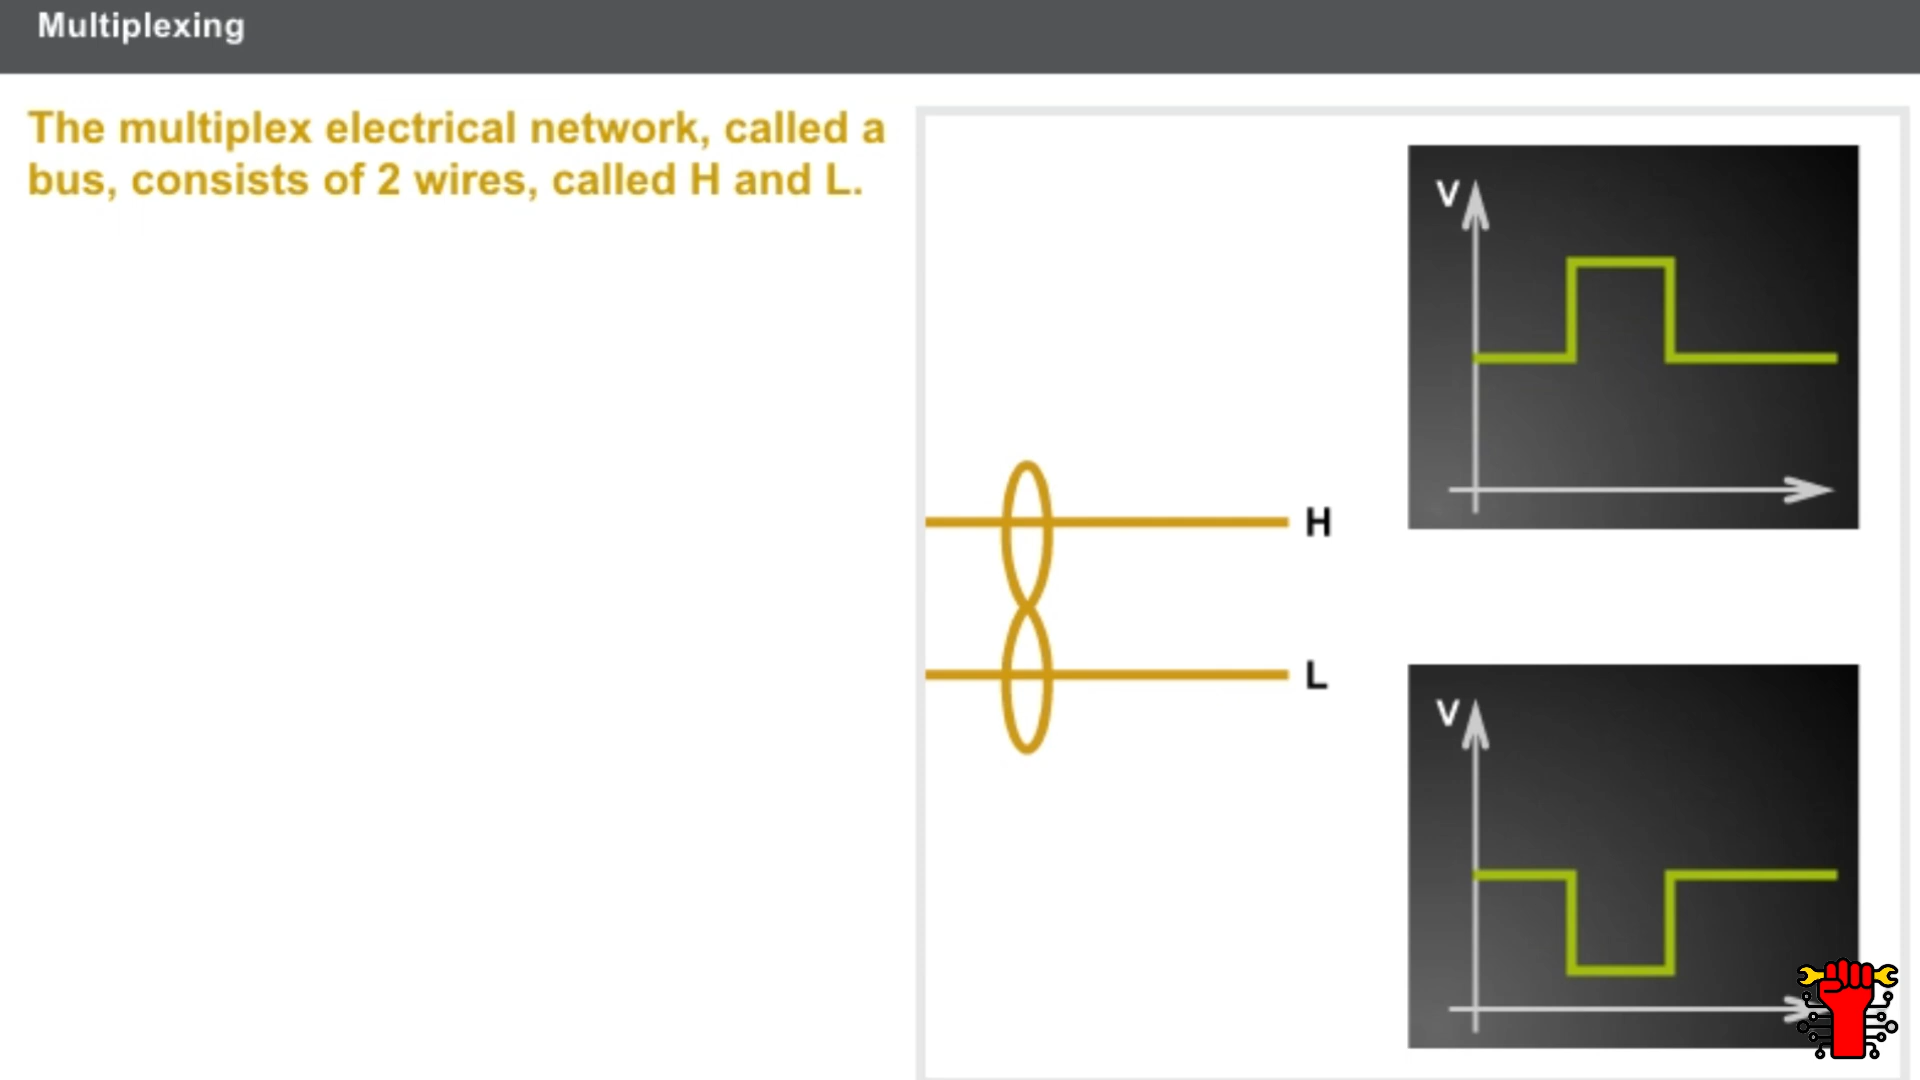 Multiplexing
The multiplex electrical network, called a
bus, consists of 2 wires, called H and L.
V
H
L
V